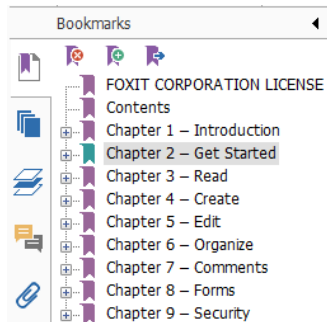 Bookmarks
FOXIT CORPORATION LICENSE
Contents
Chapter 1 – Introduction
Chapter 2 – Get Started
Chapter 3 – Read
Chapter 4 – Create
Chapter 5 – Edit
Chapter 6 – Organize
Chapter 7 – Comments
Chapter 8 – Forms
Chapter 9 – Security